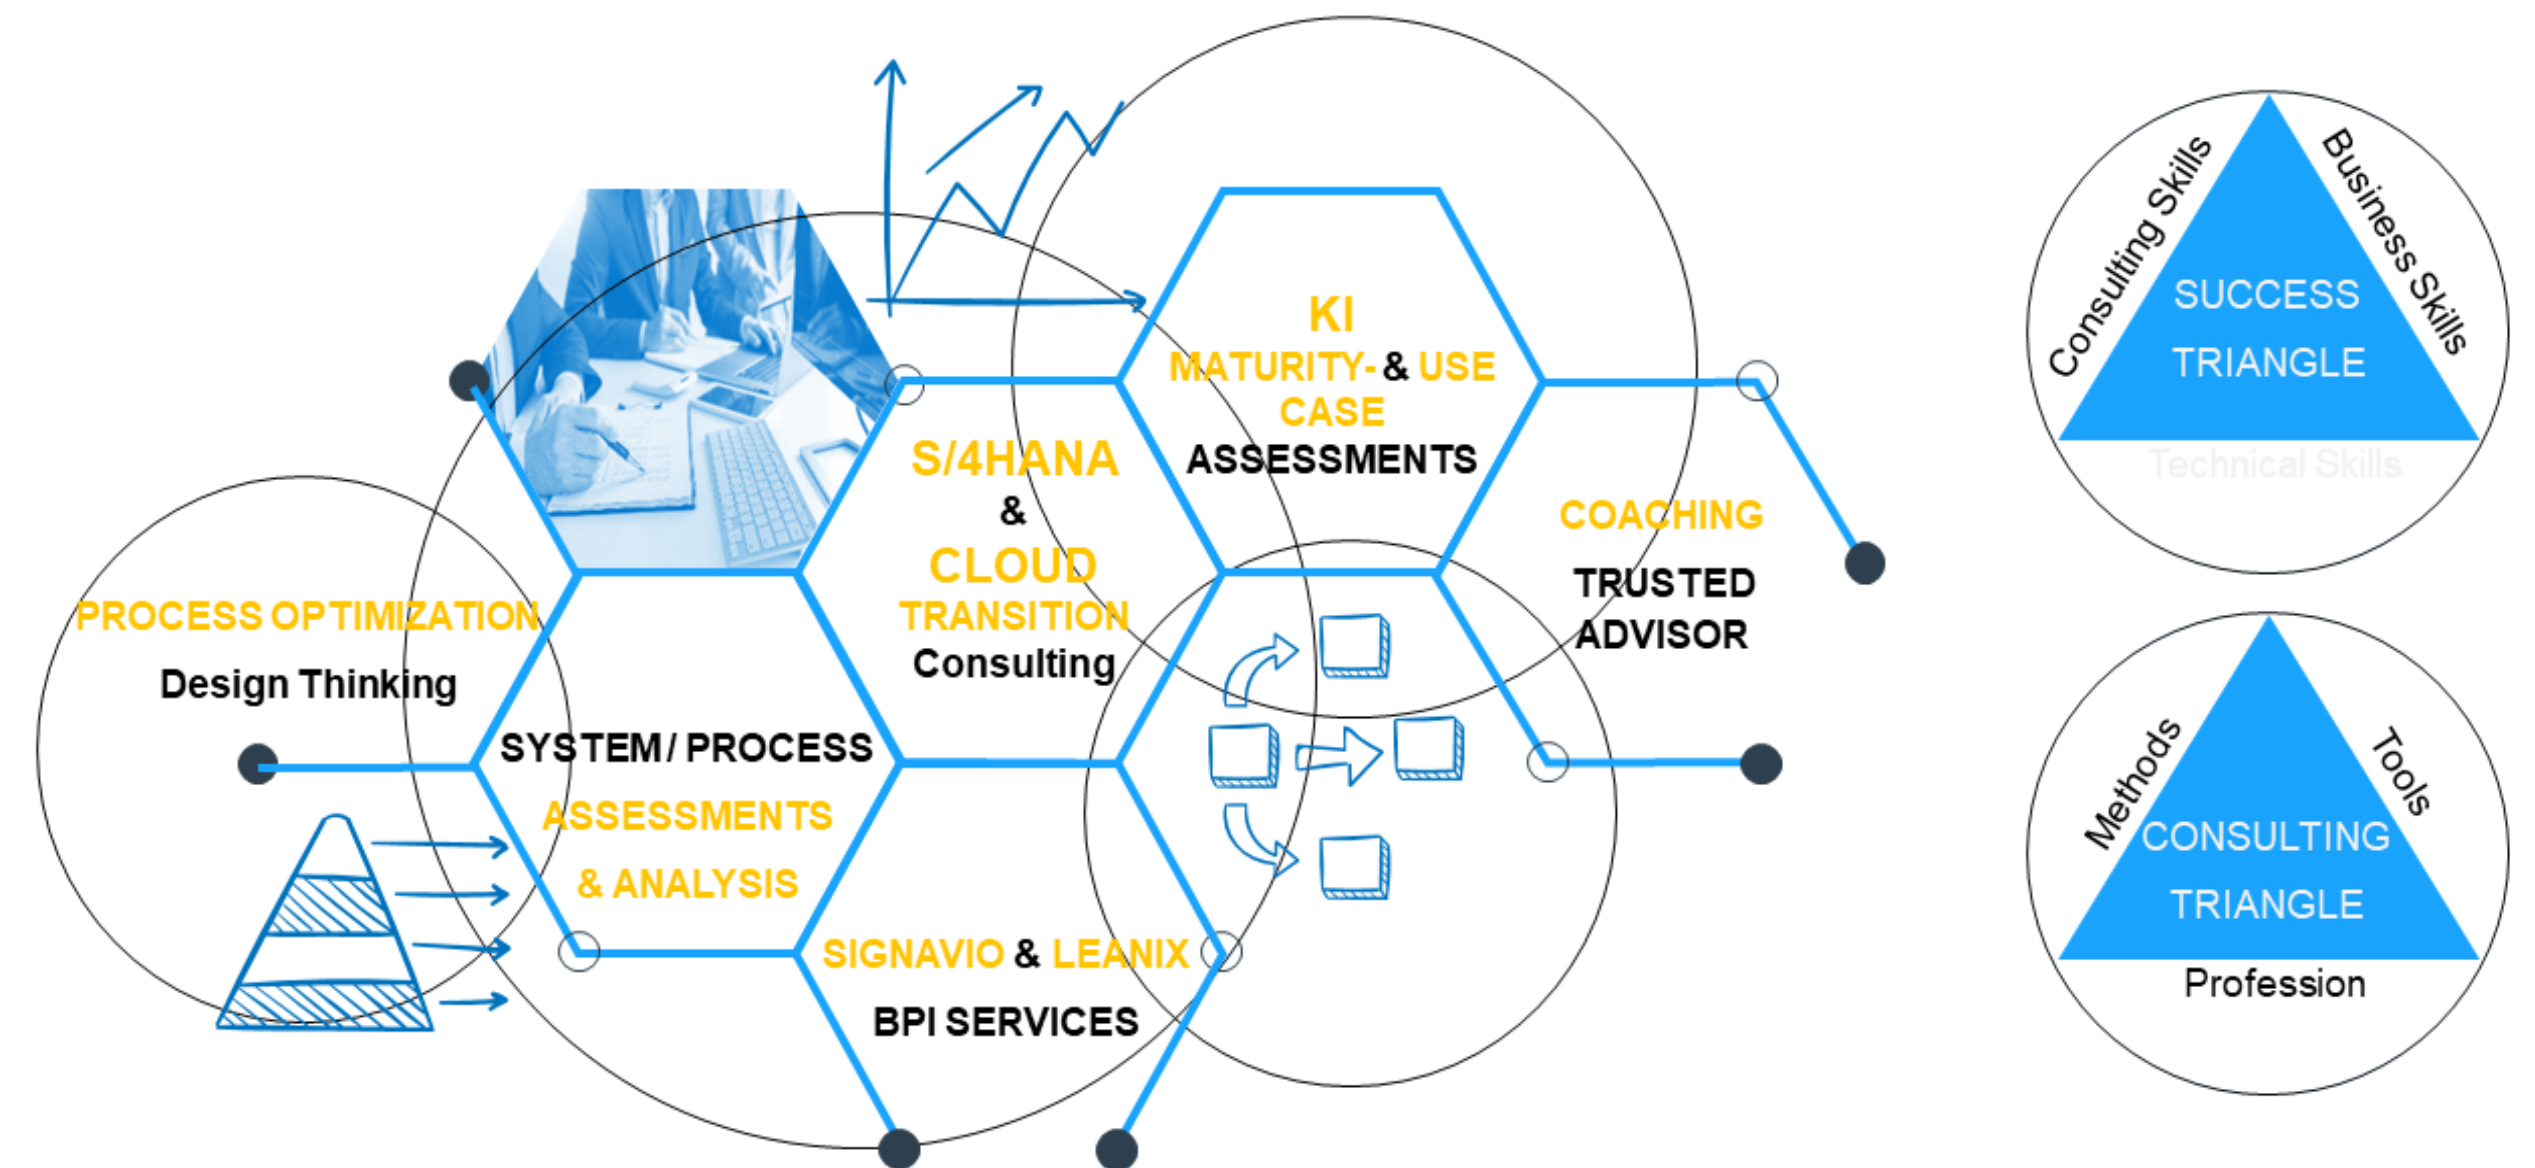 PROCESS OPTIMIZATION
Design Thinking
SYSTEM / PROCESS
ASSESSMENTS
& ANALYSIS
S/4HANA
&
CLOUD
TRANSITION
Consulting
SIGNAVIO & LEANIX
BPI SERVICES
KI
MATURITY- & USE
CASE
ASSESSMENTS
COACHING
TRUSTED
ADVISOR
Consulting Skills
Business Skills
SUCCESS
TRIANGLE
Technical Skills
Methods
Tools
CONSULTING
TRIANGLE
Profession